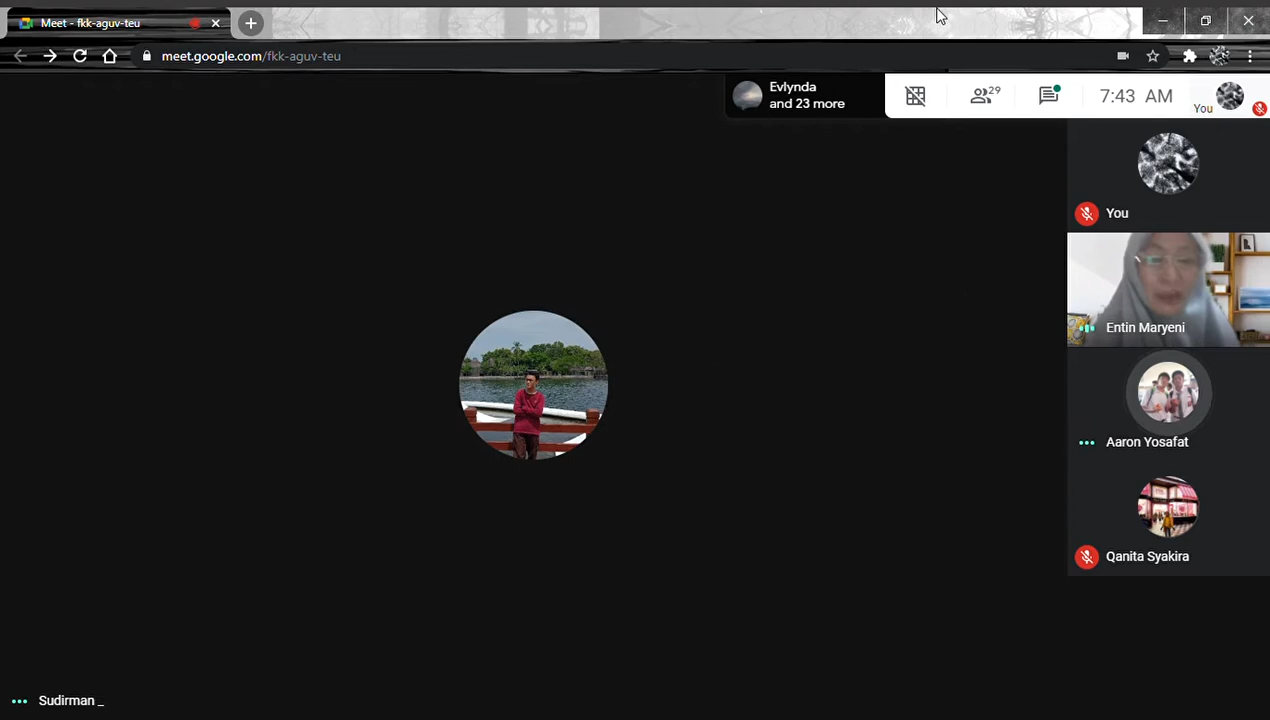 Meet - fkk-aguv-teu
meet.google.com/fkk-aguv-teu
Evlynda
and 23 more
29
7:43 AM
You
You
Entin Maryeni
Aaron Yosafat
Qanita Syakira
Sudirman _